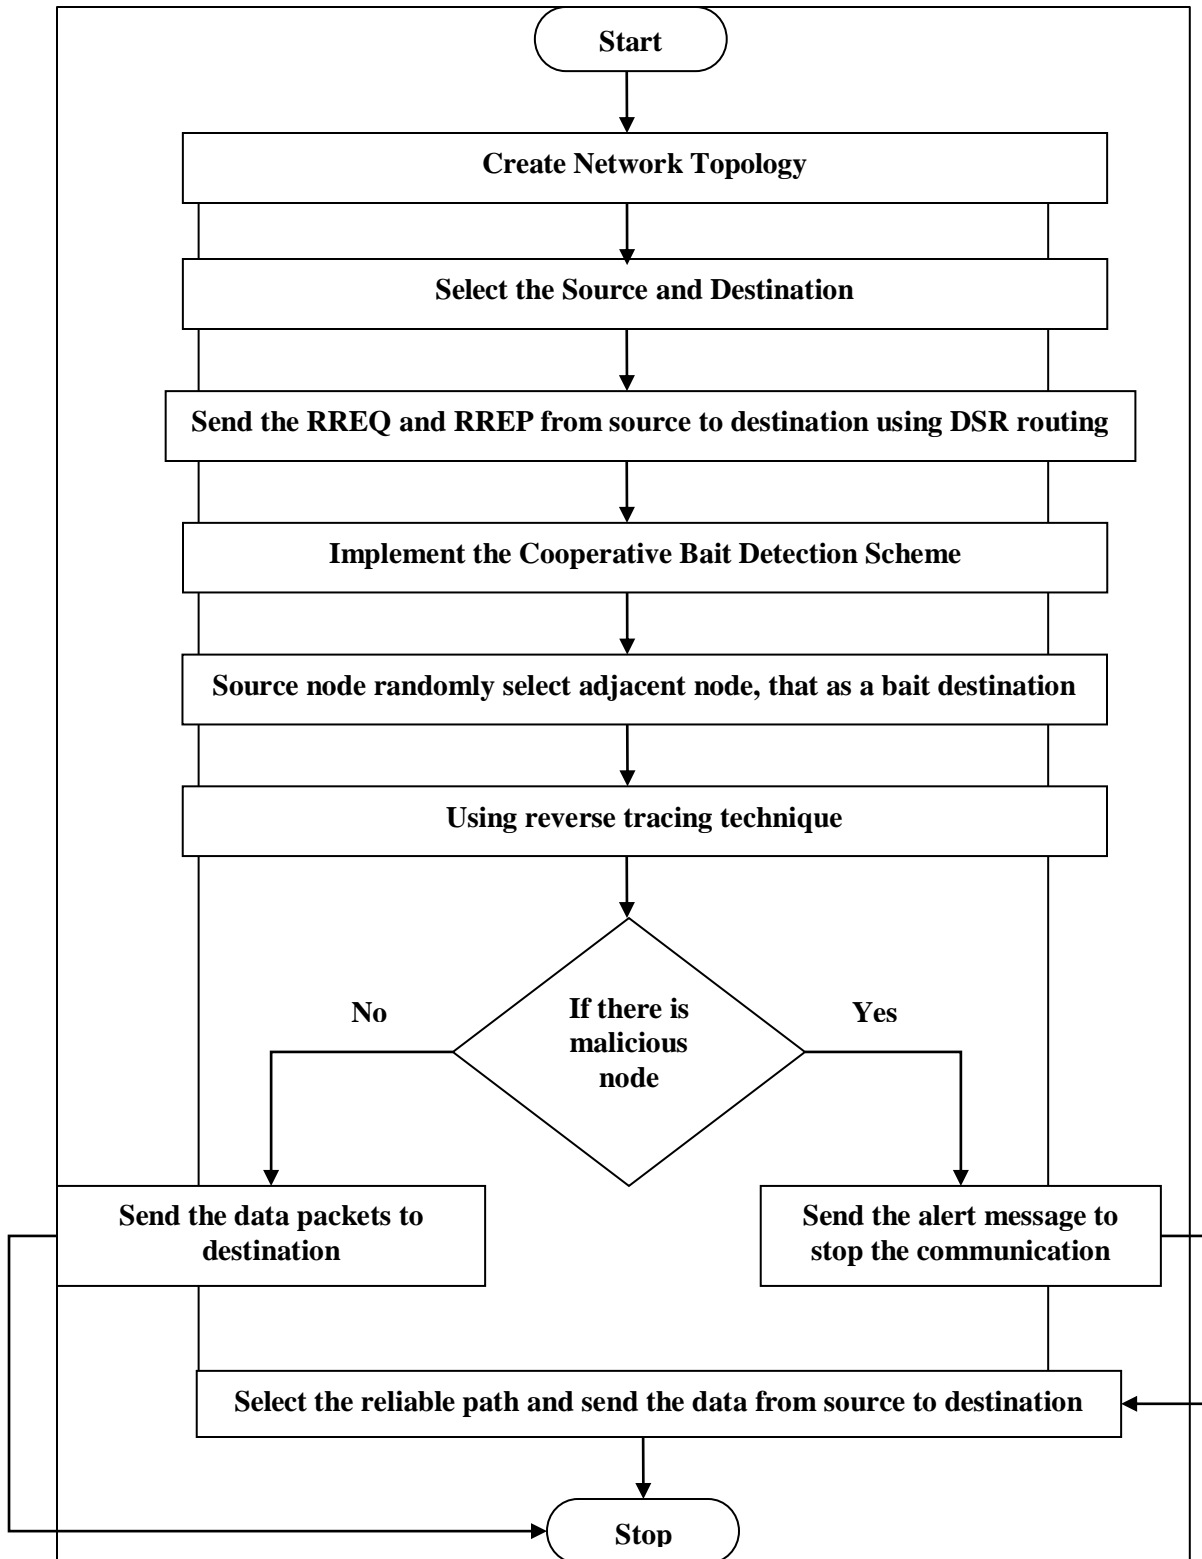 Start
Create Network Topology
Select the Source and Destination
Send the RREQ and RREP from source to destination using DSR routing
Implement the Cooperative Bait Detection Scheme
Source node randomly select adjacent node, that as a bait destination
Using reverse tracing technique
No
If there is
malicious
node
Yes
Send the data packets to
destination
Send the alert message to
stop the communication
Select the reliable path and send the data from source to destination
Stop